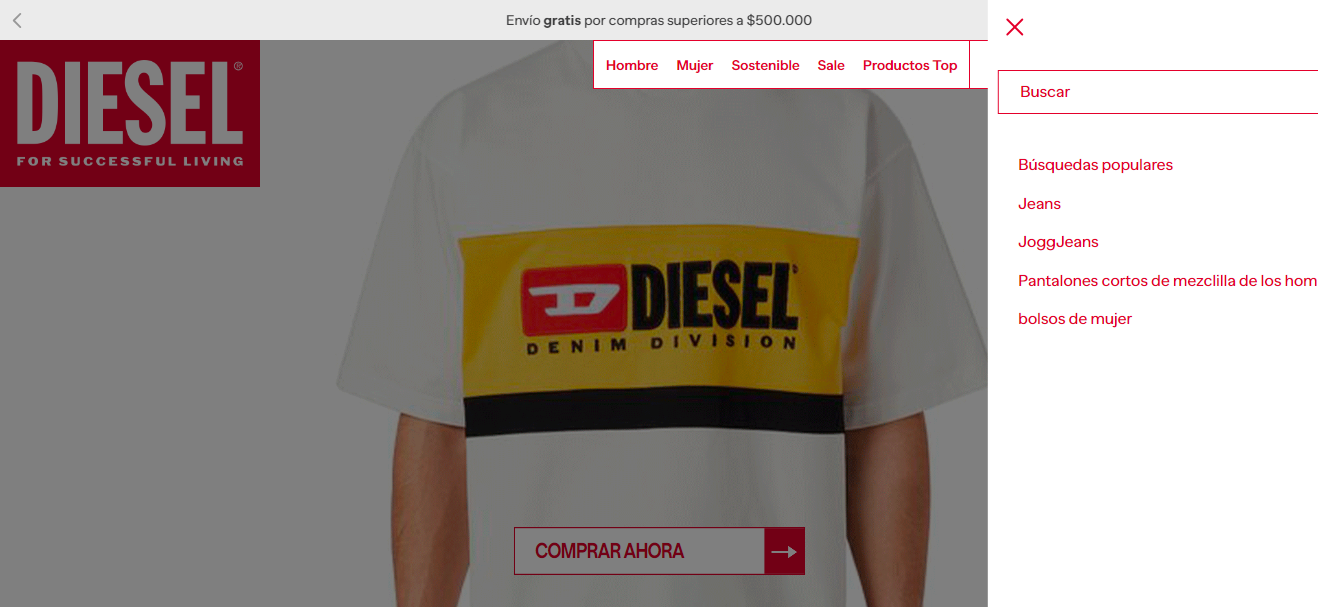 Envío gratis por compras superiores a $500.000
DIESEL®
FOR SUCCESSFUL LIVING
Hombre Mujer Sostenible Sale Productos Top
DIESEL
DENIM DIVISION
COMPRAR AHORA
Buscar
Búsquedas populares
Jeans
JoggJeans
Pantalones cortos de mezclilla de los hom
bolsos de mujer